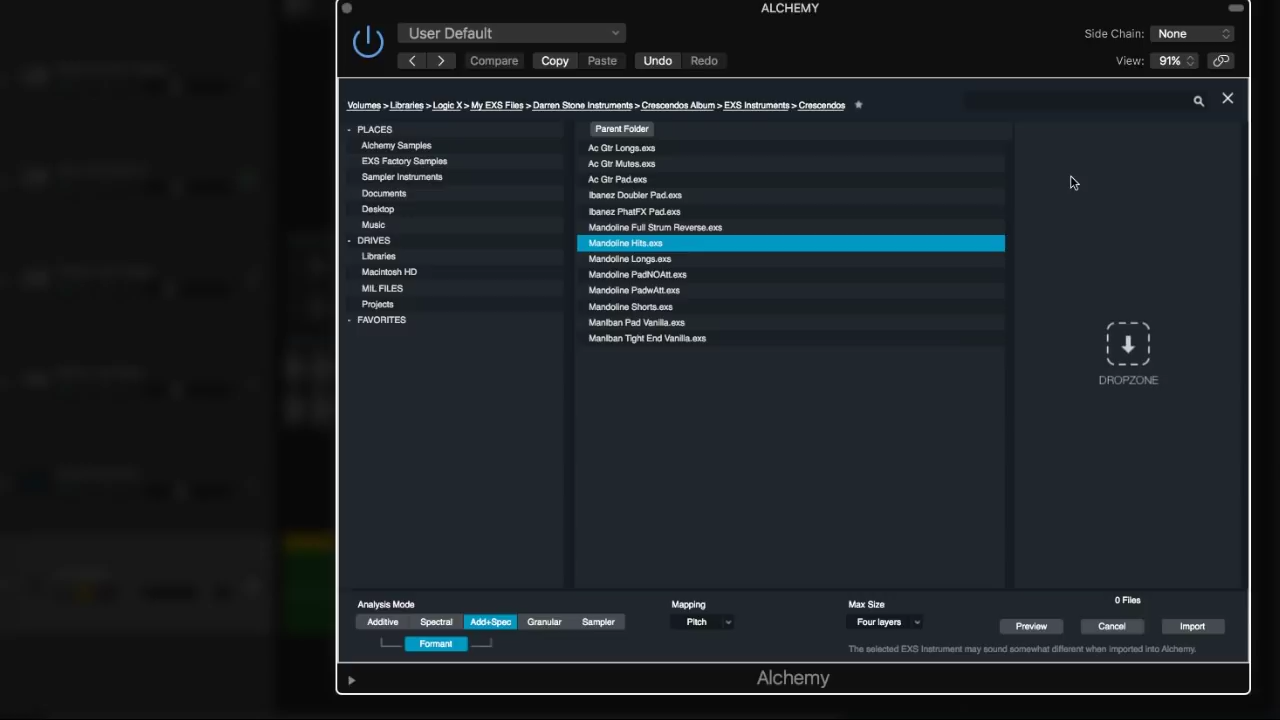 ALCHEMY
User Default
Side Chain: None
Compare Copy Paste Undo Redo
View: 91%
Volumes > Libraries > Logic X > My EXS Files > Darren Stone Instruments > Crescendos Album > EXS Instruments > Crescendos
PLACES
Alchemy Samples
EXS Factory Samples
Sampler Instruments
Documents
Desktop
Music
DRIVES
Libraries
Macintosh HD
MIL FILES
Projects
FAVORITES
Parent Folder
Ac Gtr Longs.exs
Ac Gtr Mutes.exs
Ac Gtr Pad.exs
Ibanez Doubler Pad.exs
Ibanez PhatFX Pad.exs
Mandoline Full Strum Reverse.exs
Mandoline Hits.exs
Mandoline Longs.exs
Mandoline PadNOAtt.exs
Mandoline PadwAtt.exs
Mandoline Shorts.exs
ManIban Pad Vanilla.exs
ManIban Tight End Vanilla.exs
DROPZONE
Analysis Mode
Additive Spectral Add+Spec Granular Sampler
Formant
Mapping
Pitch
Max Size
Four layers
0 Files
Preview Cancel Import
The selected EXS Instrument may sound somewhat different when imported into Alchemy.
Alchemy